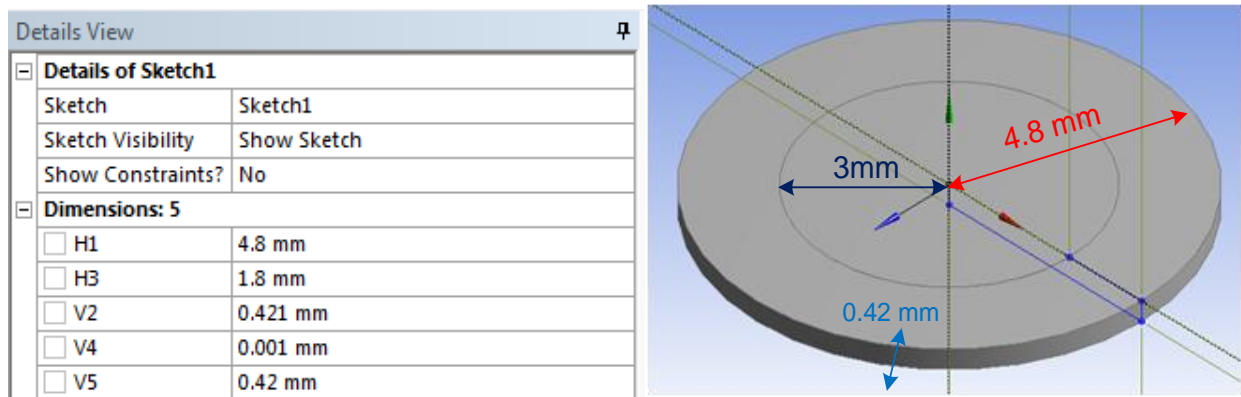 Details View
Details of Sketch1
Sketch Sketch1
Sketch Visibility Show Sketch
Show Constraints? No
Dimensions: 5
H1 4.8 mm
H3 1.8 mm
V2 0.421 mm
V4 0.001 mm
V5 0.42 mm
4.8 mm
3mm
0.42 mm